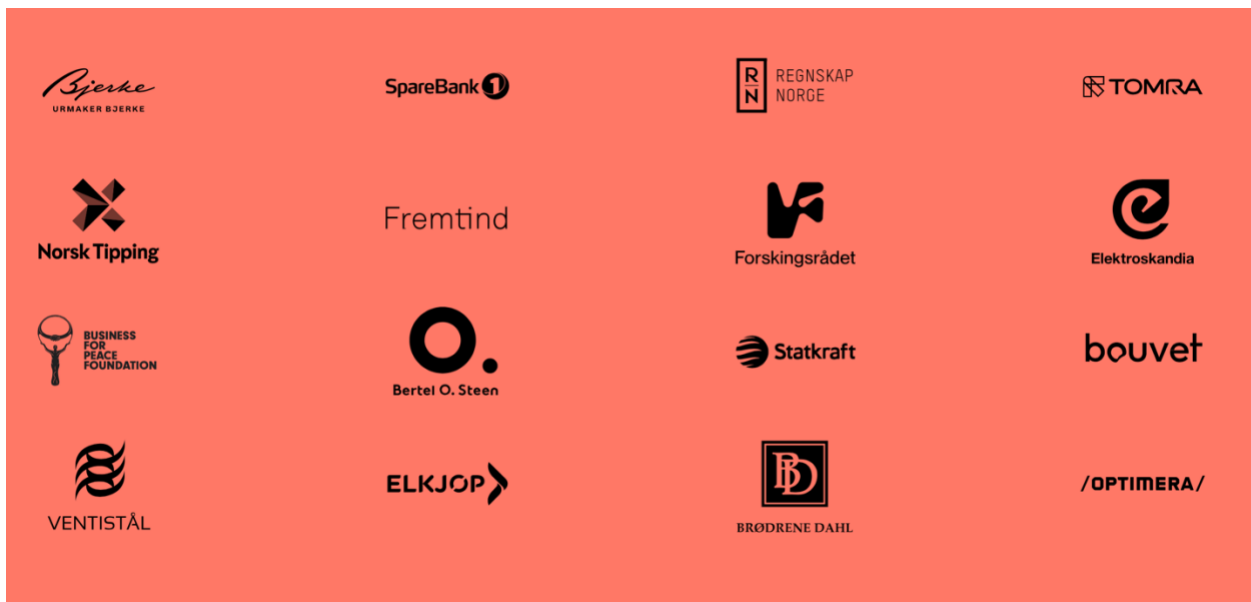 Bjerke
URMAKER BJERKE
SpareBank 1
R
N
REGNSKAP
NORGE
TOMRA
Norsk Tipping
Fremtind
Forskingsrådet
Elektroskandia
BUSINESS
FOR
PEACE
FOUNDATION
O.
Bertel O. Steen
Statkraft
bouvet
VENTISTÅL
ELKJØP
BD
BRØDRENE DAHL
/OPTIMERA/